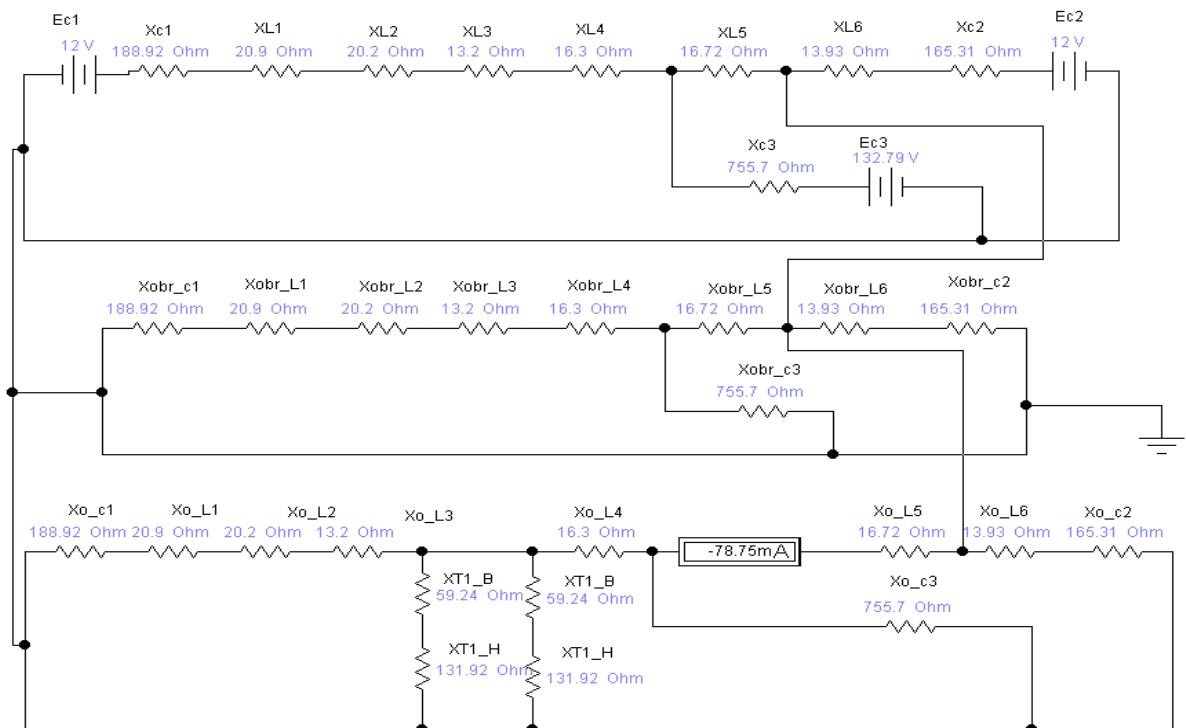 Ec1
12 V
Xc1
188.92 Ohm
XL1
20.9 Ohm
XL2
20.2 Ohm
XL3
13.2 Ohm
XL4
16.3 Ohm
XL5
16.72 Ohm
XL6
13.93 Ohm
Xc2
165.31 Ohm
Ec2
12 V
Xc3
755.7 Ohm
Ec3
132.79 V
Xobr_c1
188.92 Ohm
Xobr_L1
20.9 Ohm
Xobr_L2
20.2 Ohm
Xobr_L3
13.2 Ohm
Xobr_L4
16.3 Ohm
Xobr_L5
16.72 Ohm
Xobr_L6
13.93 Ohm
Xobr_c2
165.31 Ohm
Xobr_c3
755.7 Ohm
Xo_c1
188.92 Ohm
Xo_L1
20.9 Ohm
Xo_L2
20.2 Ohm
13.2 Ohm
Xo_L3
Xo_L4
16.3 Ohm
-78.75mA
Xo_L5
16.72 Ohm
Xo_L6
13.93 Ohm
Xo_c2
165.31 Ohm
XT1_B
59.24 Ohm
XT1_B
59.24 Ohm
Xo_c3
755.7 Ohm
XT1_H
131.92 Ohm
XT1_H
131.92 Ohm